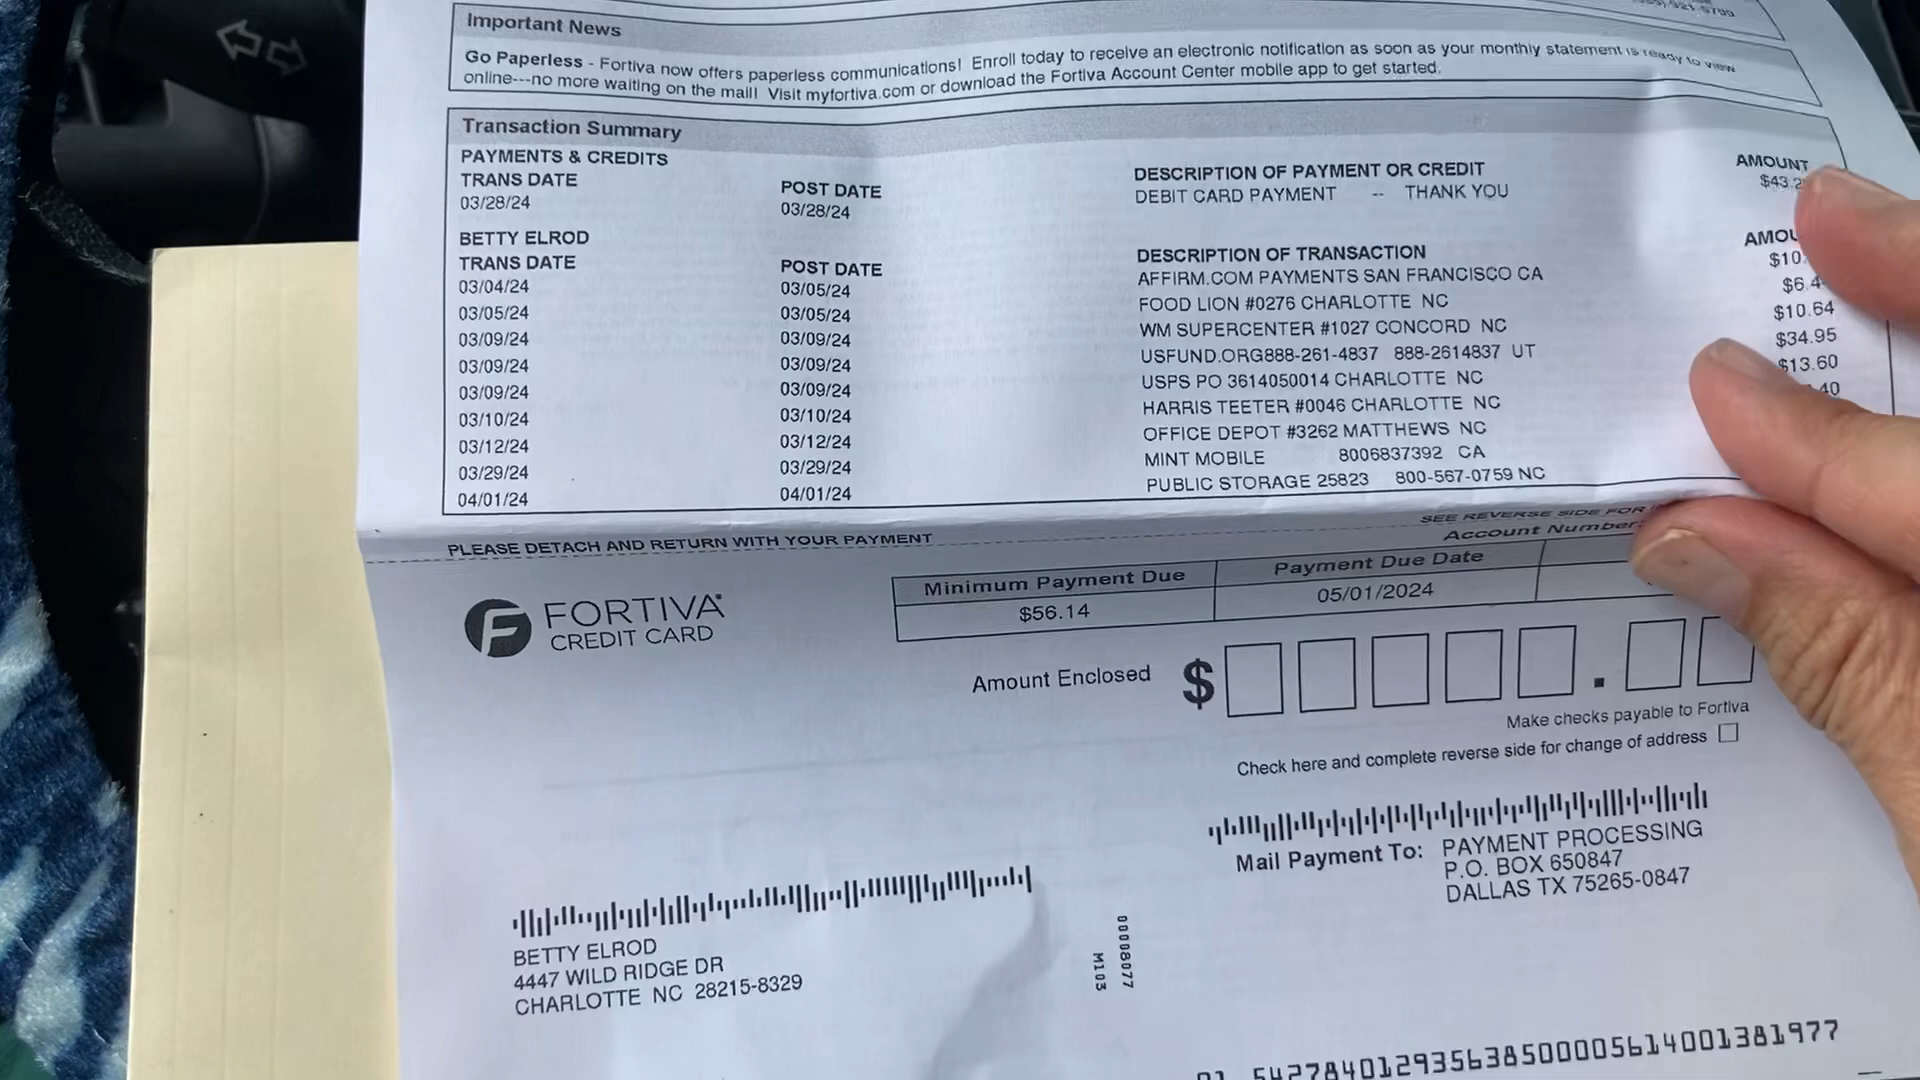 Important News
Go Paperless - Fortiva now offers paperless communications! Enroll today to receive an electronic notification as soon as your monthly statement is ready to view
online---no more waiting on the mail! Visit myfortiva.com or download the Fortiva Account Center mobile app to get started.
Transaction Summary
PAYMENTS & CREDITS
TRANS DATE POST DATE DESCRIPTION OF PAYMENT OR CREDIT AMOUNT
03/28/24 03/28/24 DEBIT CARD PAYMENT -- THANK YOU
BETTY ELROD
TRANS DATE POST DATE DESCRIPTION OF TRANSACTION
03/04/24 03/05/24 AFFIRM.COM PAYMENTS SAN FRANCISCO CA
03/05/24 03/05/24 FOOD LION #0276 CHARLOTTE NC
03/09/24 03/09/24 WM SUPERCENTER #1027 CONCORD NC $10.64
03/09/24 03/09/24 USFUND.ORG888-261-4837 888-2614837 UT $34.95
03/09/24 03/09/24 USPS PO 3614050014 CHARLOTTE NC $13.60
03/10/24 03/10/24 HARRIS TEETER #0046 CHARLOTTE NC
03/12/24 03/12/24 OFFICE DEPOT #3262 MATTHEWS NC
03/29/24 03/29/24 MINT MOBILE 8006837392 CA
04/01/24 04/01/24 PUBLIC STORAGE 25823 800-567-0759 NC
SEE REVERSE SIDE FOR
PLEASE DETACH AND RETURN WITH YOUR PAYMENT
Account Number:
Minimum Payment Due Payment Due Date
$56.14 05/01/2024
FORTIVA
CREDIT CARD
Amount Enclosed $ .
Make checks payable to Fortiva
Check here and complete reverse side for change of address
Mail Payment To: PAYMENT PROCESSING
P.O. BOX 650847
DALLAS TX 75265-0847
BETTY ELROD
4447 WILD RIDGE DR
CHARLOTTE NC 28215-8329
00008077
M103